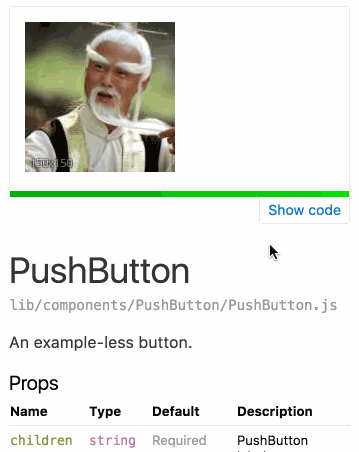 150x150
Show code
PushButton
lib/components/PushButton/PushButton.js
An example-less button.
Props
Name Type Default Description
children string Required PushButton